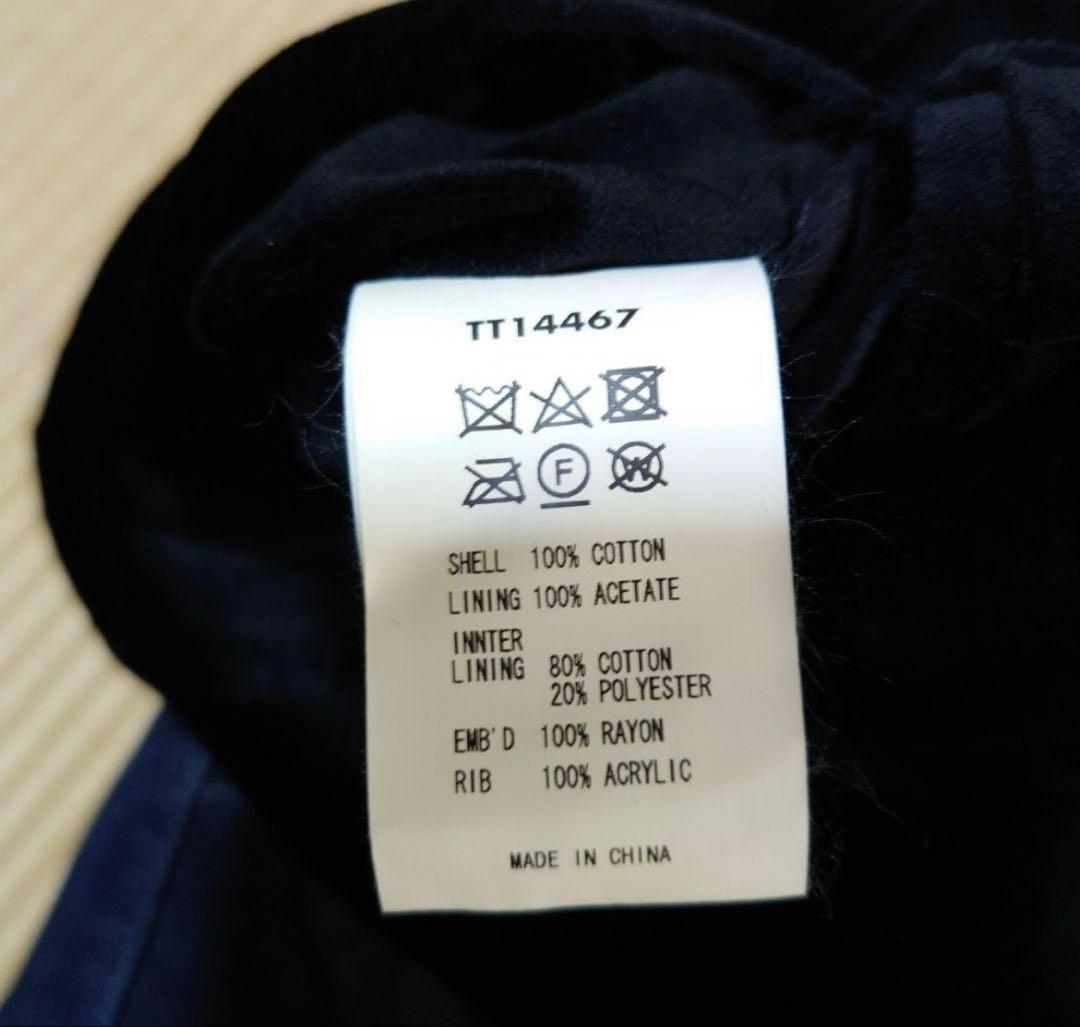 TT14467
F
W
SHELL 100% COTTON
LINING 100% ACETATE
INNTER
LINING 80% COTTON
20% POLYESTER
EMB'D 100% RAYON
RIB 100% ACRYLIC
MADE IN CHINA